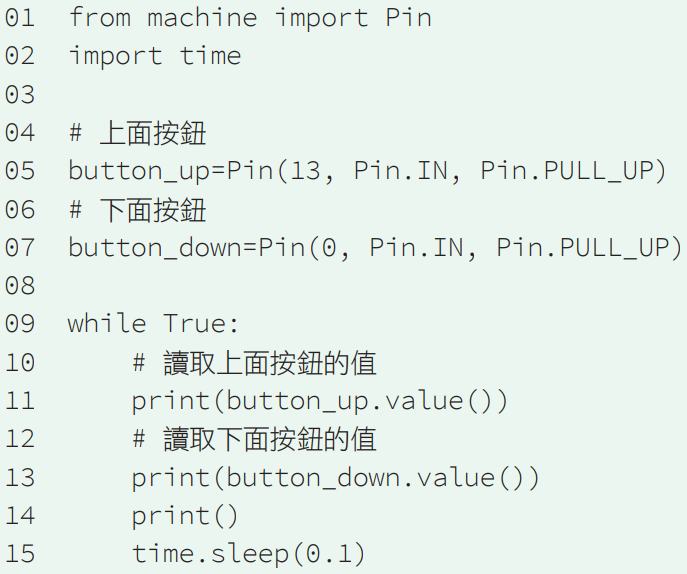 01 from machine import Pin
02 import time
03
04 # 上面按鈕
05 button_up=Pin(13, Pin.IN, Pin.PULL_UP)
06 # 下面按鈕
07 button_down=Pin(0, Pin.IN, Pin.PULL_UP)
08
09 while True:
10     # 讀取上面按鈕的值
11     print(button_up.value())
12     # 讀取下面按鈕的值
13     print(button_down.value())
14     print()
15     time.sleep(0.1)